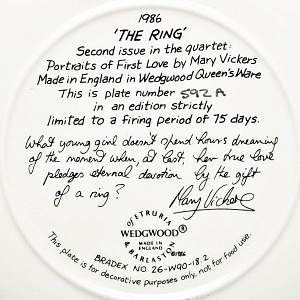 1986
'THE RING'
Second issue in the quartet:
Portraits of First Love by Mary Vickers
Made in England in Wedgwood Queen's Ware
This is plate number 592A
in an edition strictly
limited to a firing period of 75 days.
What young girl doesn't spend hours dreaming
of the moment when, at last, her true love
pledges eternal devotion by the gift
of a ring?
Mary Vickers
OF ETRURIA
WEDGWOOD®
MADE IN
ENGLAND
©1986
& BARLASTON
BRADEX NO. 26-W90-18.2
This plate is for decorative purposes only, not for food use.